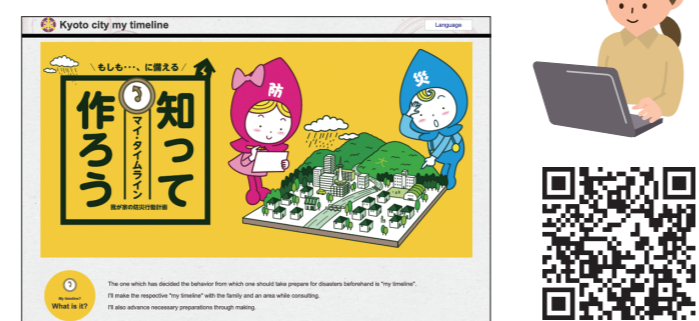 Kyoto city my timeline
Language
もしも・・・、に備える
知って
マイ・タイムライン
作ろう
我が家の防災行動計画
防
災
My timeline?
What is it?
The one which has decided the behavior from which one should take prepare for disasters beforehand is "my timeline".
I'll make the respective "my timeline" with the family and an area while consulting.
I'll also advance necessary preparations through making.